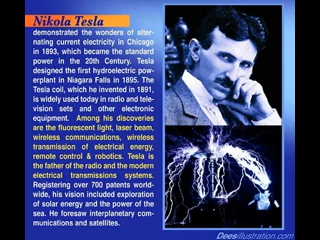 Nikola Tesla
demonstrated the wonders of alter-
nating current electricity in Chicago
in 1893, which became the standard
power in the 20th Century. Tesla
designed the first hydroelectric pow-
erplant in Niagara Falls in 1895. The
Tesla coil, which he invented in 1891,
is widely used today in radio and tele-
vision sets and other electronic
equipment. Among his discoveries
are the fluorescent light, laser beam,
wireless communications, wireless
transmission of electrical energy,
remote control & robotics. Tesla is
the father of the radio and the modern
electrical transmissions systems.
Registering over 700 patents world-
wide, his vision included exploration
of solar energy and the power of the
sea. He foresaw interplanetary com-
munications and satellites.
Deesillustration.com